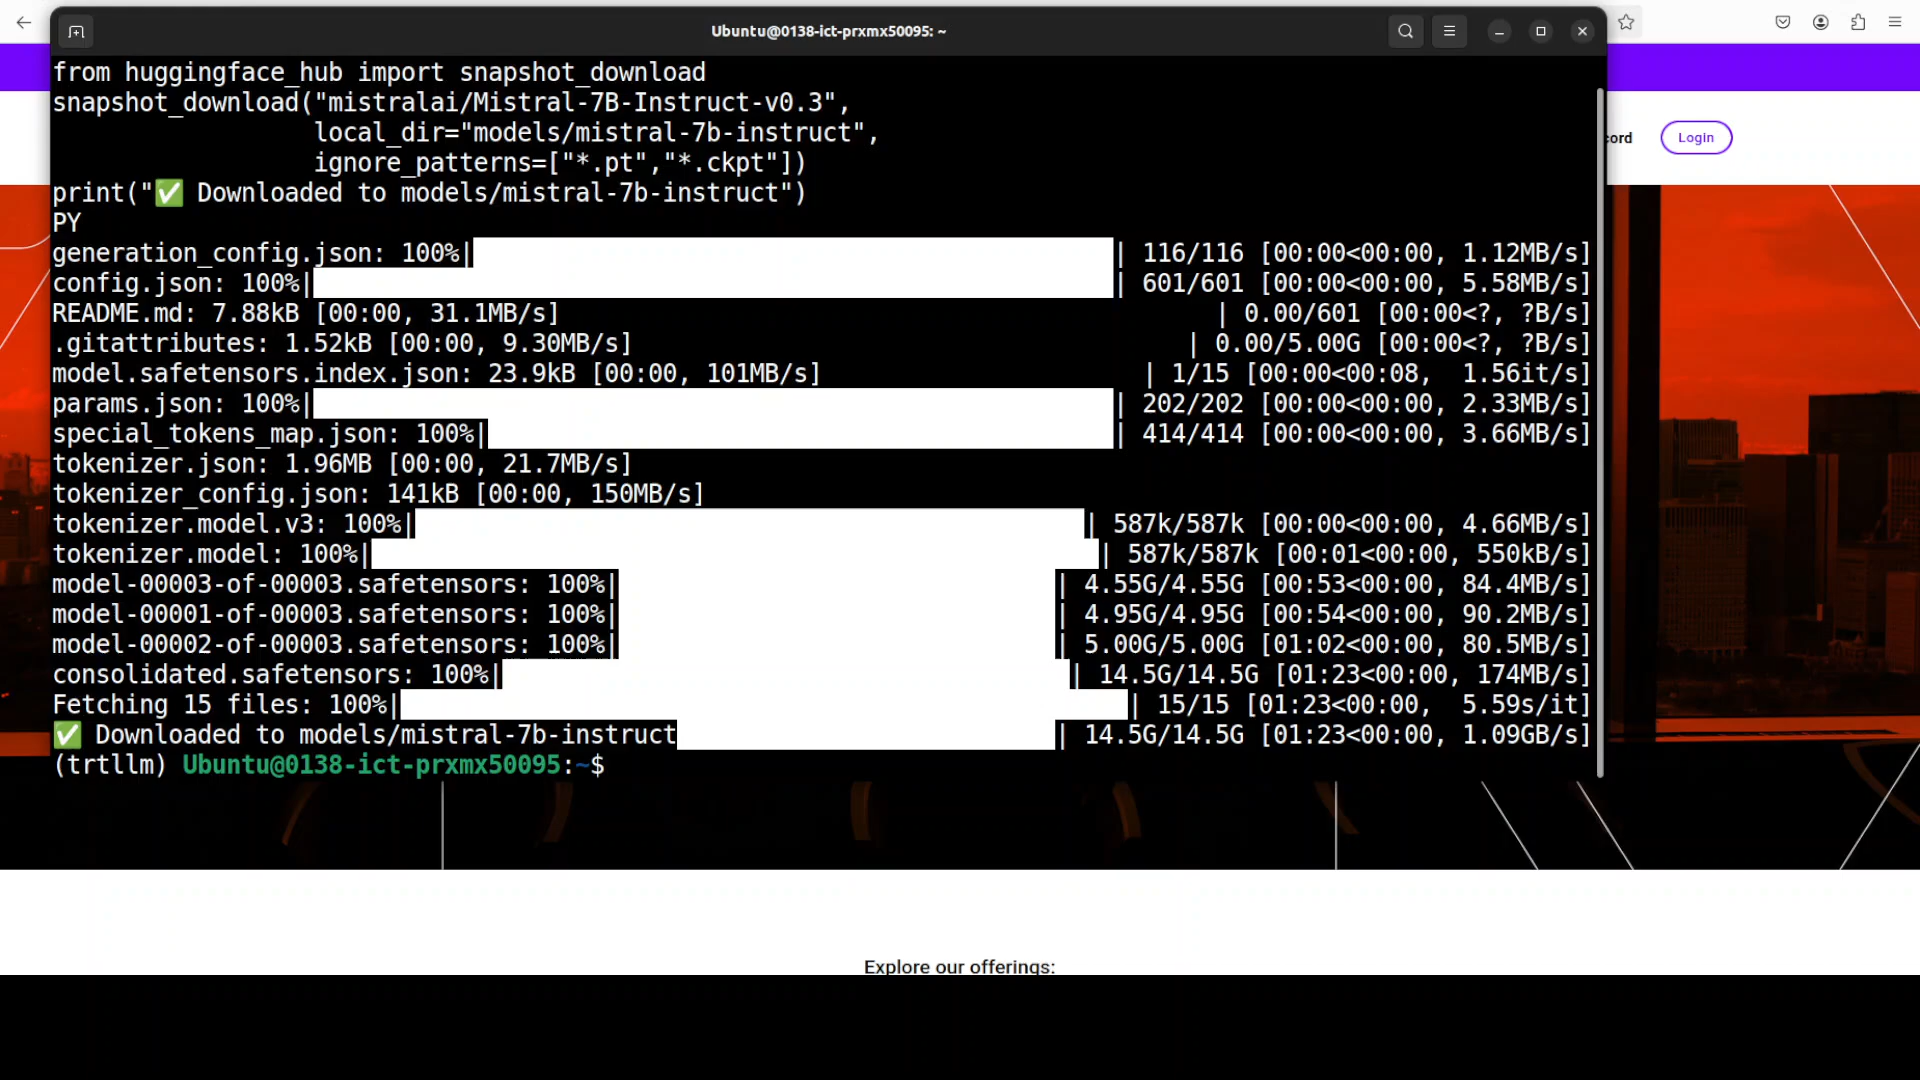 Ubuntu@0138-ict-prxmx50095: ~
from huggingface_hub import snapshot_download
snapshot_download("mistralai/Mistral-7B-Instruct-v0.3",
local_dir="models/mistral-7b-instruct",
ignore_patterns=["*.pt","*.ckpt"])
print("✅ Downloaded to models/mistral-7b-instruct")
PY
generation_config.json: 100%| | 116/116 [00:00<00:00, 1.12MB/s]
config.json: 100%| | 601/601 [00:00<00:00, 5.58MB/s]
README.md: 7.88kB [00:00, 31.1MB/s] | 0.00/601 [00:00<?, ?B/s]
.gitattributes: 1.52kB [00:00, 9.30MB/s] | 0.00/5.00G [00:00<?, ?B/s]
model.safetensors.index.json: 23.9kB [00:00, 101MB/s] | 1/15 [00:00<00:08, 1.56it/s]
params.json: 100%| | 202/202 [00:00<00:00, 2.33MB/s]
special_tokens_map.json: 100%| | 414/414 [00:00<00:00, 3.66MB/s]
tokenizer.json: 1.96MB [00:00, 21.7MB/s]
tokenizer_config.json: 141kB [00:00, 150MB/s]
tokenizer.model.v3: 100%| | 587k/587k [00:00<00:00, 4.66MB/s]
tokenizer.model: 100%| | 587k/587k [00:01<00:00, 550kB/s]
model-00003-of-00003.safetensors: 100%| | 4.55G/4.55G [00:53<00:00, 84.4MB/s]
model-00001-of-00003.safetensors: 100%| | 4.95G/4.95G [00:54<00:00, 90.2MB/s]
model-00002-of-00003.safetensors: 100%| | 5.00G/5.00G [01:02<00:00, 80.5MB/s]
consolidated.safetensors: 100%| | 14.5G/14.5G [01:23<00:00, 174MB/s]
Fetching 15 files: 100%| | 15/15 [01:23<00:00, 5.59s/it]
✅ Downloaded to models/mistral-7b-instruct | 14.5G/14.5G [01:23<00:00, 1.09GB/s]
(trtllm) Ubuntu@0138-ict-prxmx50095:~$
cord
Login
Explore our offerings: